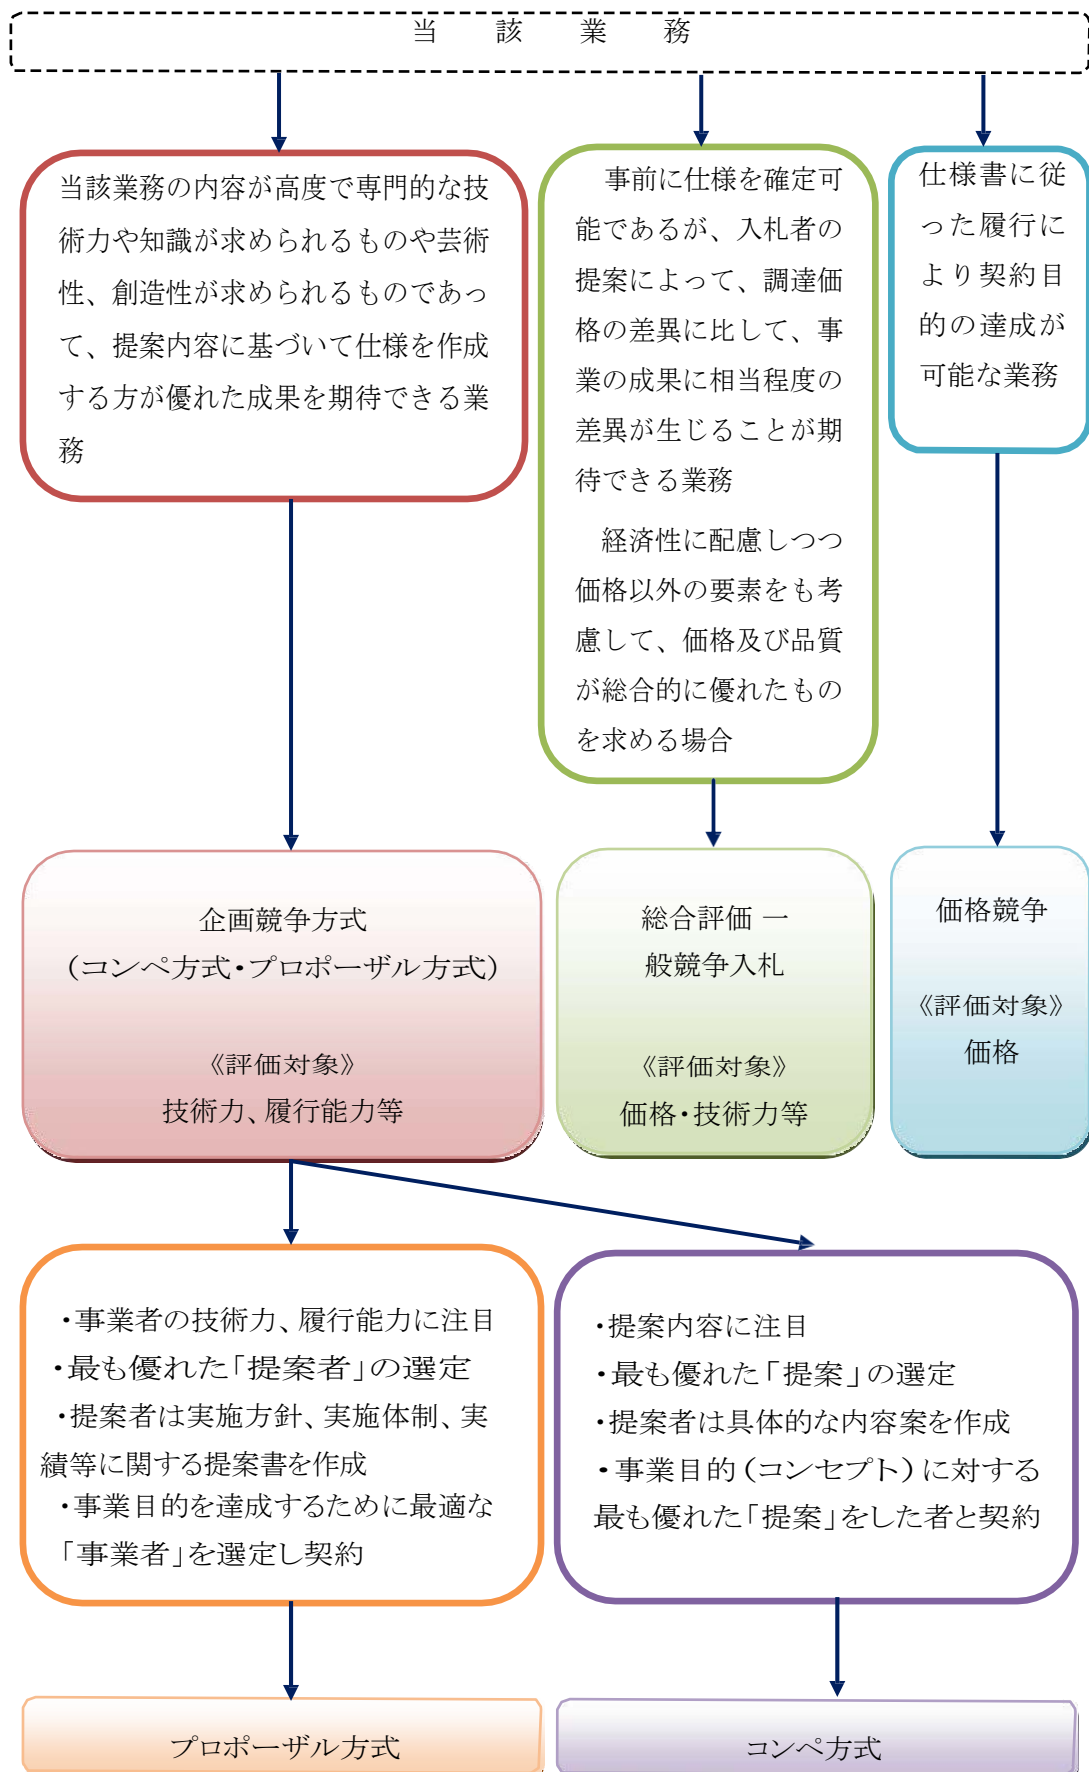 当該業務
当該業務の内容が高度で専門的な技
術力や知識が求められるものや芸術
性、創造性が求められるものであっ
て、提案内容に基づいて仕様を作成
する方が優れた成果を期待できる業
務
事前に仕様を確定可
能であるが、入札者の
提案によって、調達価
格の差異に比して、事
業の成果に相当程度の
差異が生じることが期
待できる業務
経済性に配慮しつつ
価格以外の要素をも考
慮して、価格及び品質
が総合的に優れたもの
を求める場合
仕様書に従
った履行に
より契約目
的の達成が
可能な業務
企画競争方式
（コンペ方式・プロポーザル方式）
《評価対象》
技術力、履行能力等
総合評価 一
般競争入札
《評価対象》
価格・技術力等
価格競争
《評価対象》
価格
・事業者の技術力、履行能力に注目
・最も優れた「提案者」の選定
・提案者は実施方針、実施体制、実
績等に関する提案書を作成
・事業目的を達成するために最適な
「事業者」を選定し契約
・提案内容に注目
・最も優れた「提案」の選定
・提案者は具体的な内容案を作成
・事業目的（コンセプト）に対する
最も優れた「提案」をした者と契約
プロポーザル方式
コンペ方式